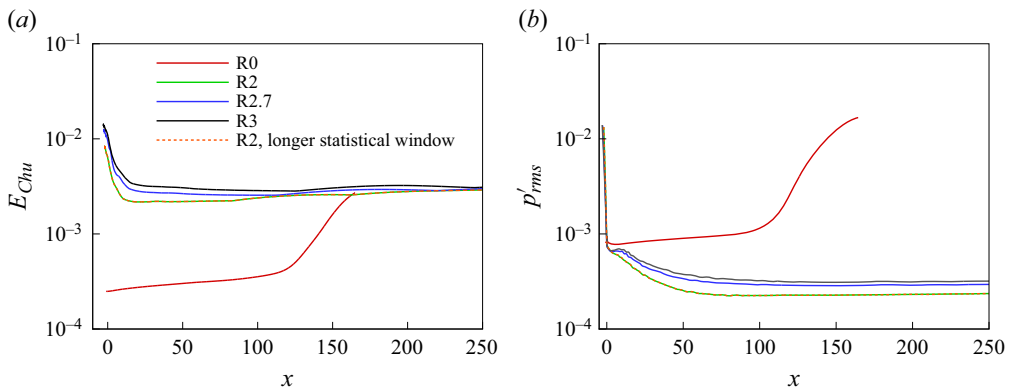 (a)
10⁻¹
10⁻²
10⁻³
10⁻⁴
E_Chu
R0
R2
R2.7
R3
R2, longer statistical window
0 50 100 150 200 250
x
(b)
10⁻¹
10⁻²
10⁻³
10⁻⁴
p′_rms
0 50 100 150 200 250
x